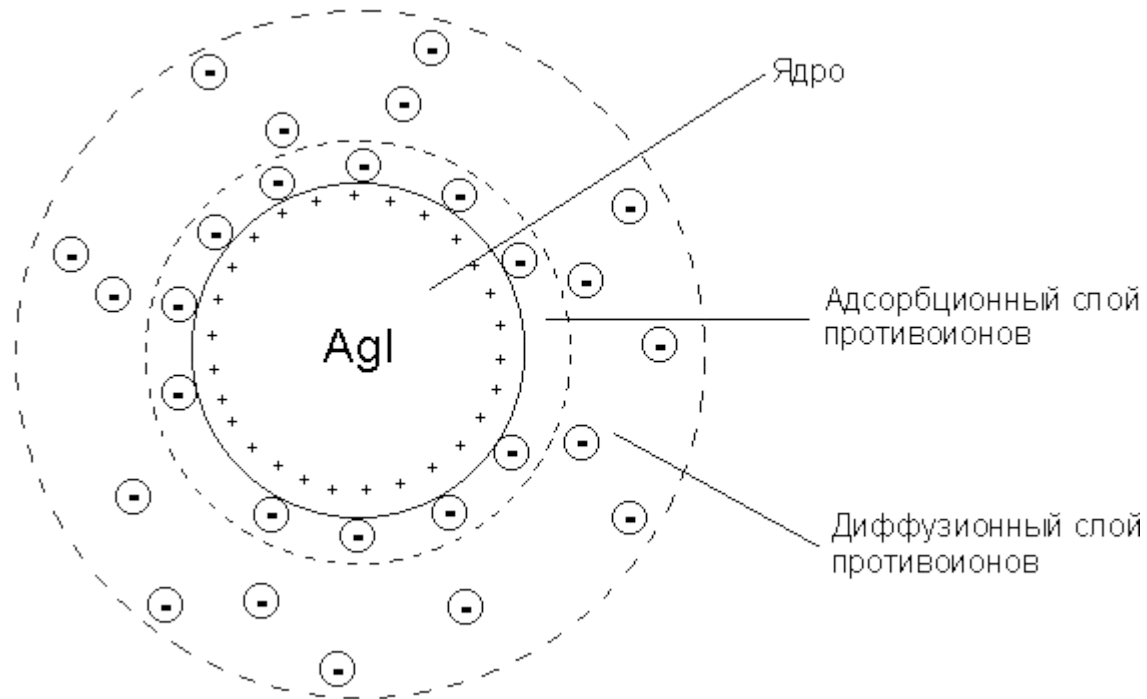 Ядро
Адсорбционный слой
противоионов
AgI
Диффузионный слой
противоионов